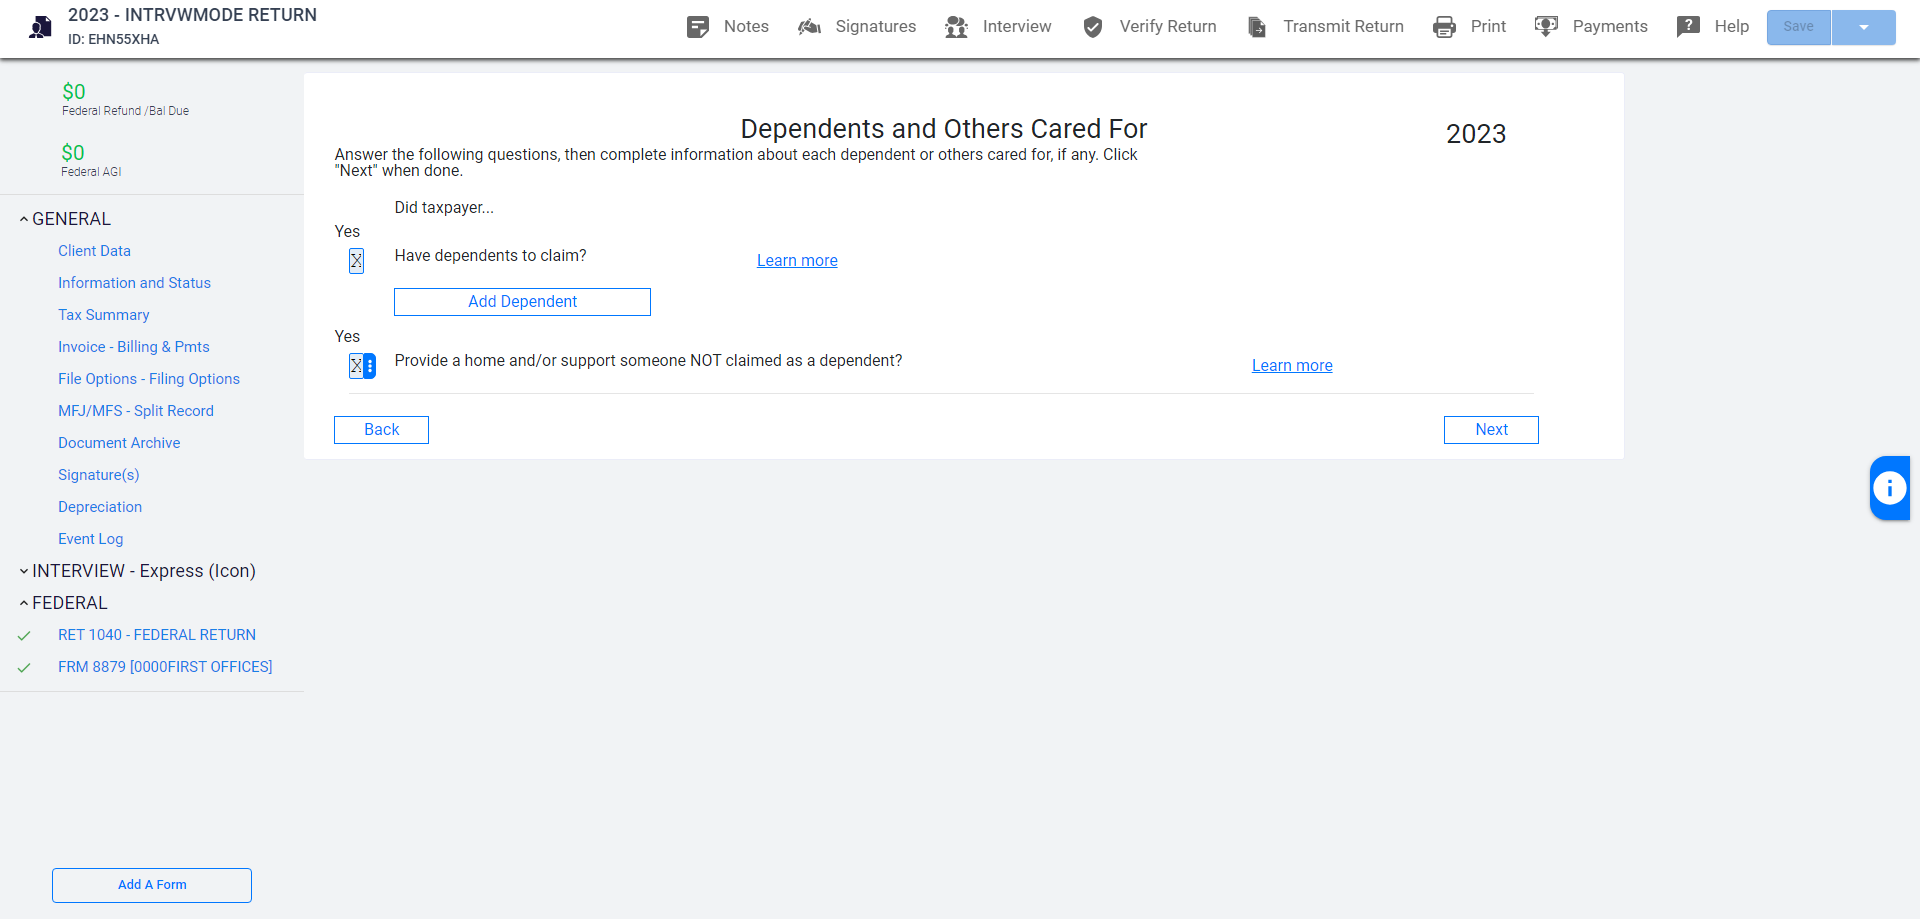 2023 - INTRVWMODE RETURN
ID: EHN55XHA
Notes
Signatures
Interview
Verify Return
Transmit Return
Print
Payments
Help
Save
$0
Federal Refund /Bal Due
$0
Federal AGI
GENERAL
Client Data
Information and Status
Tax Summary
Invoice - Billing & Pmts
File Options - Filing Options
MFJ/MFS - Split Record
Document Archive
Signature(s)
Depreciation
Event Log
INTERVIEW - Express (Icon)
FEDERAL
RET 1040 - FEDERAL RETURN
FRM 8879 [0000FIRST OFFICES]
Add A Form
Dependents and Others Cared For
2023
Answer the following questions, then complete information about each dependent or others cared for, if any. Click
"Next" when done.
Did taxpayer...
Yes
X Have dependents to claim? Learn more
Add Dependent
Yes
X Provide a home and/or support someone NOT claimed as a dependent? Learn more
Back
Next